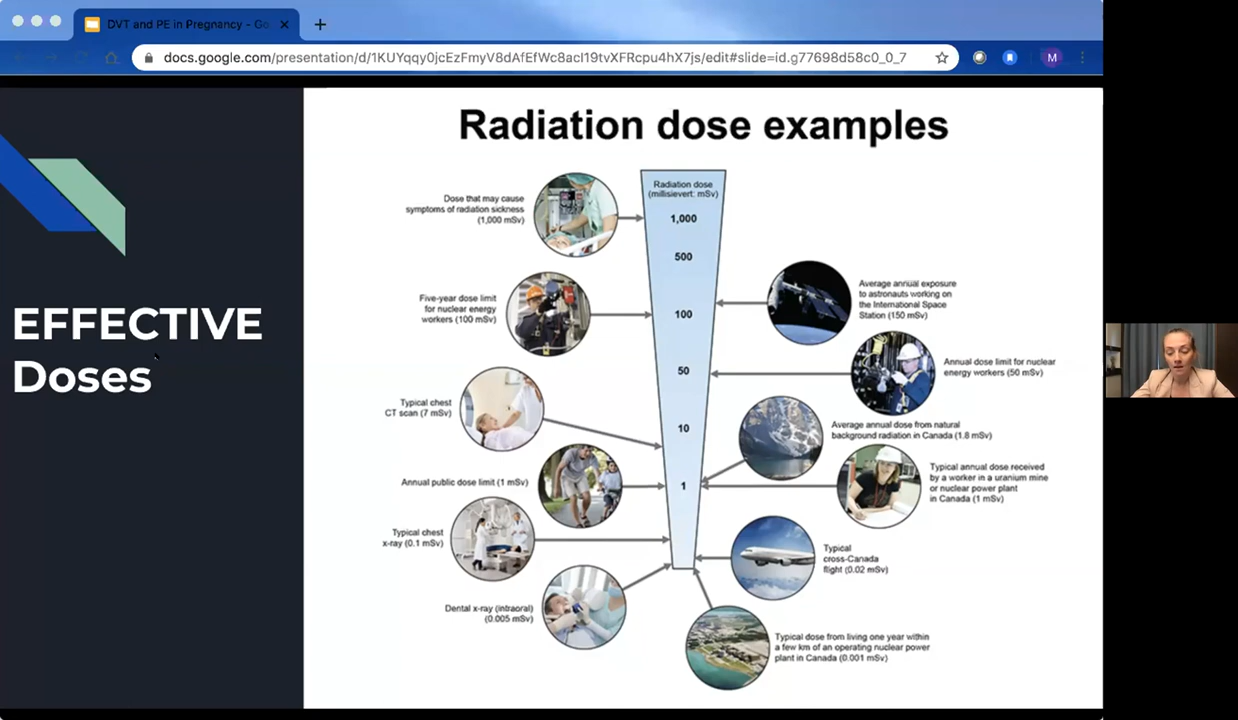 DVT and PE in Pregnancy - Go
docs.google.com/presentation/d/1KUYqqy0jcEzFmyV8dAfEfWc8acI19tvXFRcpu4hX7js/edit#slide=id.g77698d58c0_0_7
M
EFFECTIVE
Doses
Radiation dose examples
Radiation dose
(millisievert: mSv)
1,000
500
100
50
10
1
Dose that may cause
symptoms of radiation sickness
(1,000 mSv)
Average annual exposure
to astronauts working on
the International Space
Station (150 mSv)
Five-year dose limit
for nuclear energy
workers (100 mSv)
Annual dose limit for nuclear
energy workers (50 mSv)
Typical chest
CT scan (7 mSv)
Average annual dose from natural
background radiation in Canada (1.8 mSv)
Annual public dose limit (1 mSv)
Typical annual dose received
by a worker in a uranium mine
or nuclear power plant
in Canada (1 mSv)
Typical chest
x-ray (0.1 mSv)
Typical
cross-Canada
flight (0.02 mSv)
Dental x-ray (intraoral)
(0.005 mSv)
Typical dose from living one year within
a few km of an operating nuclear power
plant in Canada (0.001 mSv)